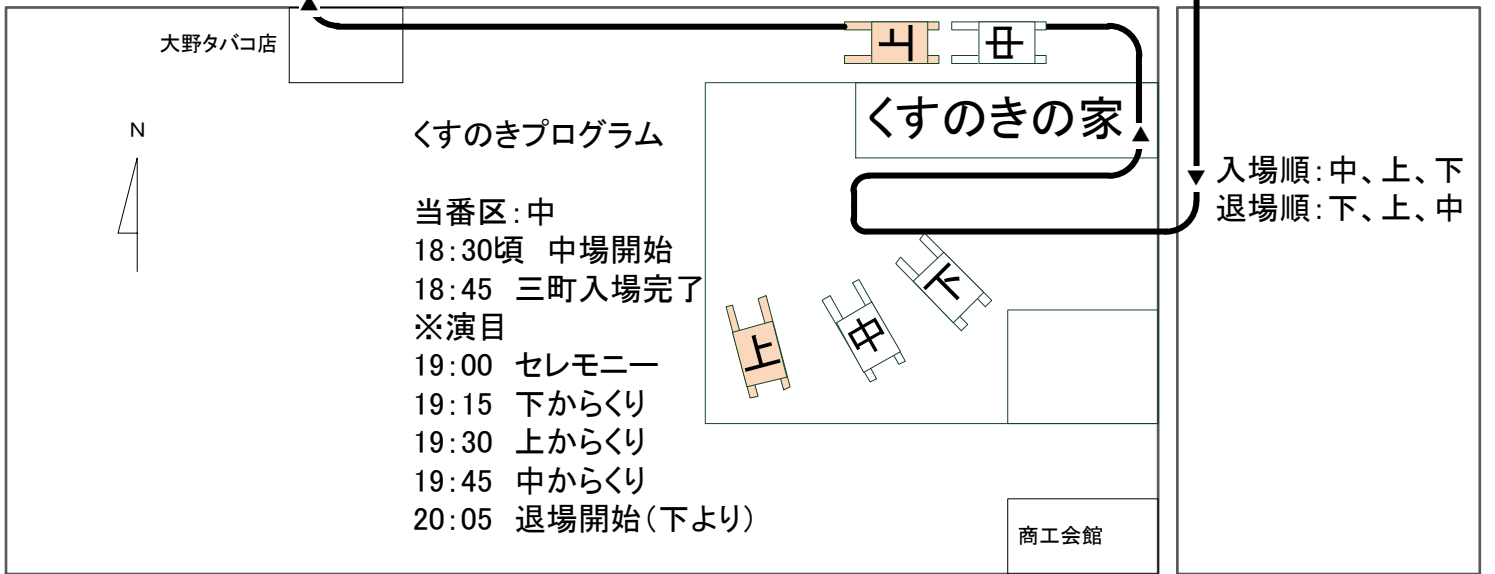 大野タバコ店
上
中
くすのきの家
N
くすのきプログラム
入場順：中、上、下
退場順：下、上、中
当番区：中
18:30頃 中場開始
18:45 三町入場完了
※演目
19:00 セレモニー
19:15 下からくり
19:30 上からくり
19:45 中からくり
20:05 退場開始（下より）
下
中
上
商工会館